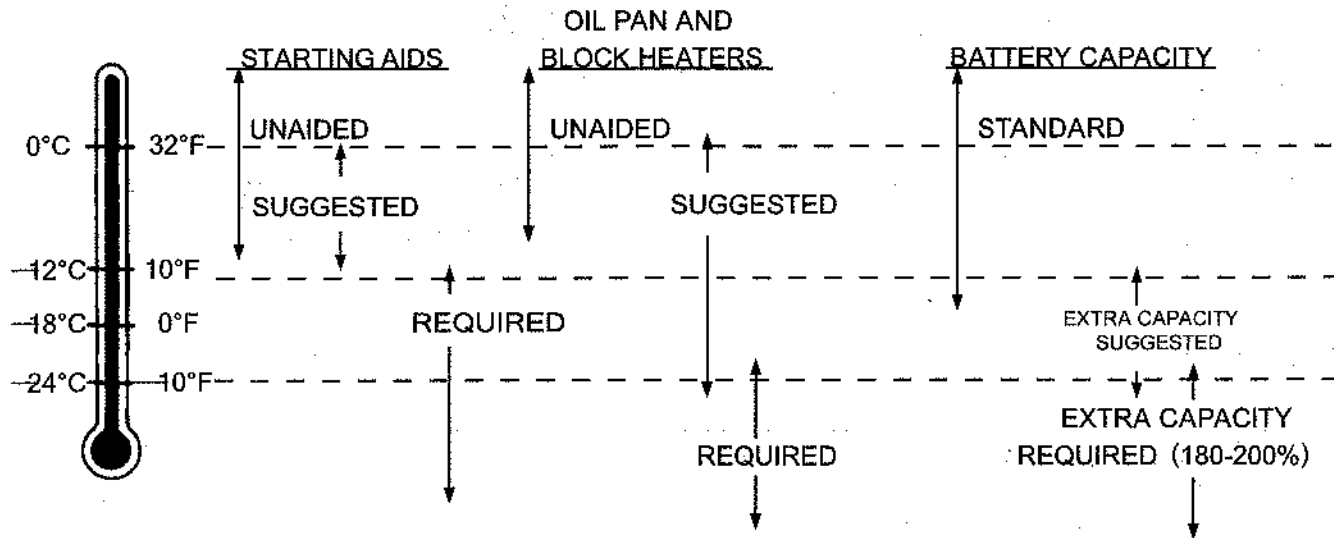 OIL PAN AND
STARTING AIDS BLOCK HEATERS BATTERY CAPACITY
UNAIDED UNAIDED STANDARD
0°C 32°F
SUGGESTED SUGGESTED
-12°C 10°F
-18°C 0°F REQUIRED EXTRA CAPACITY
SUGGESTED
-24°C -10°F
EXTRA CAPACITY
REQUIRED REQUIRED (180-200%)